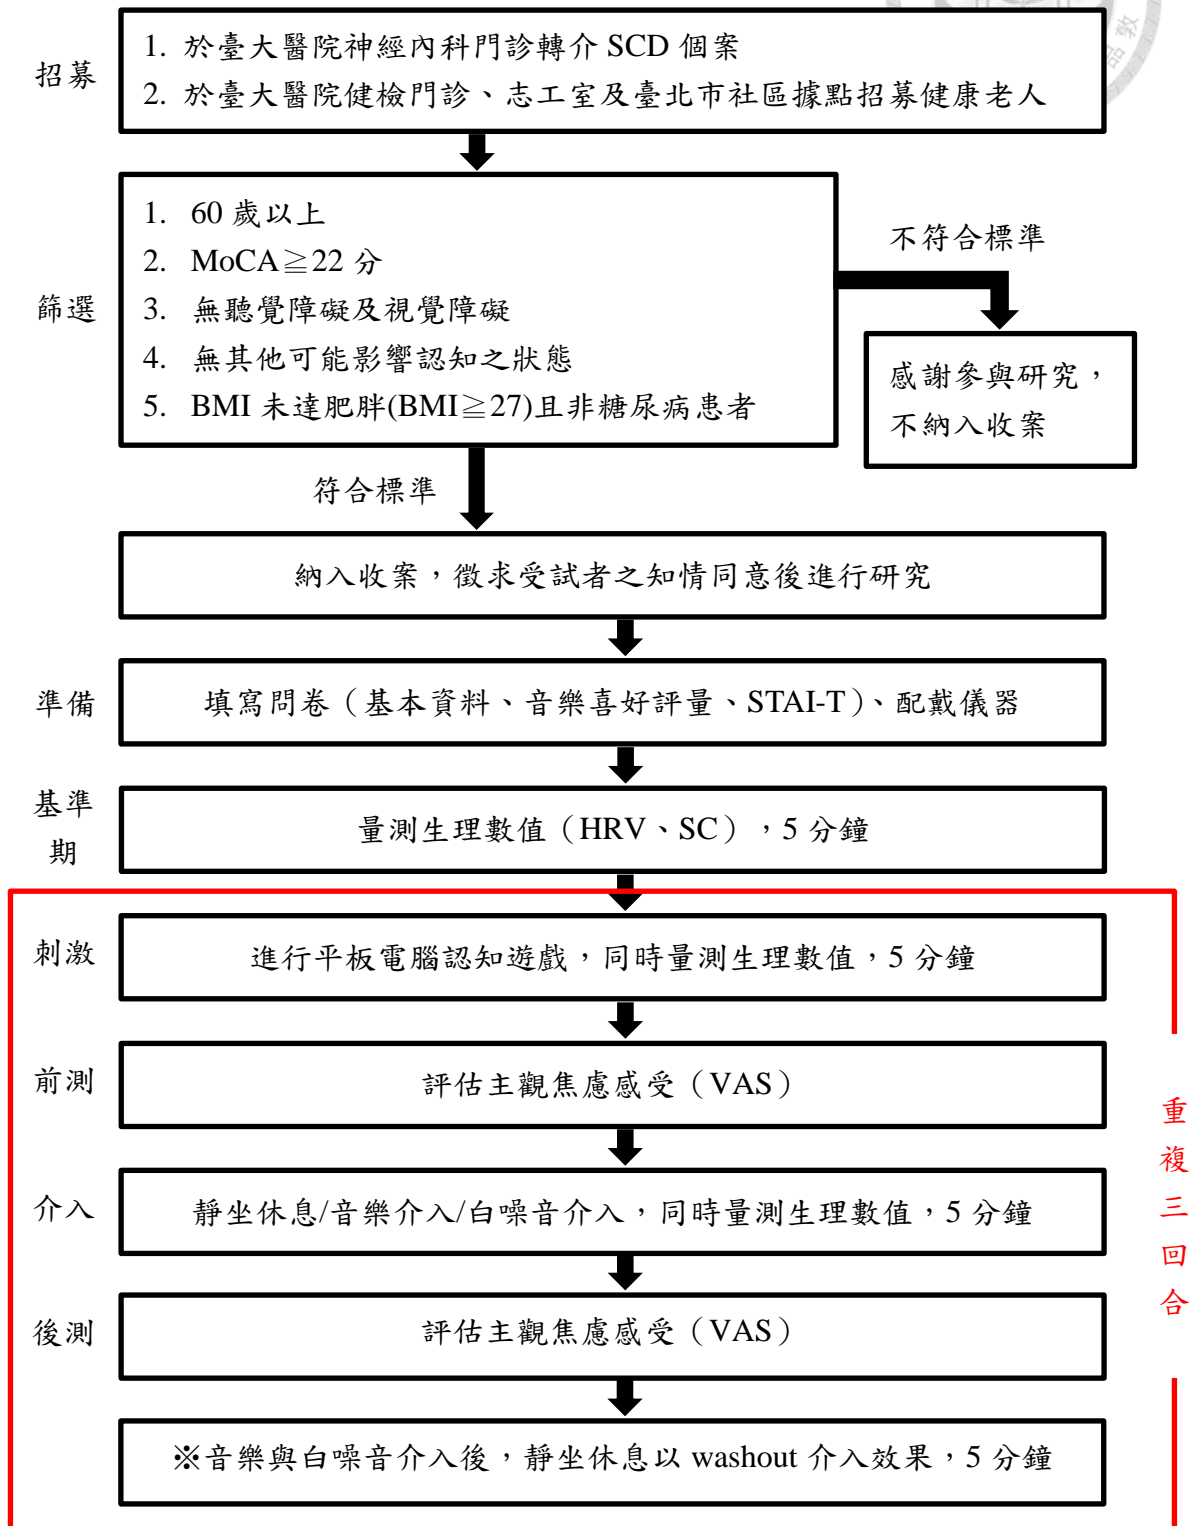 招募
1. 於臺大醫院神經內科門診轉介 SCD 個案
2. 於臺大醫院健檢門診、志工室及臺北市社區據點招募健康老人
篩選
1. 60 歲以上
2. MoCA≧22 分
3. 無聽覺障礙及視覺障礙
4. 無其他可能影響認知之狀態
5. BMI 未達肥胖(BMI≧27)且非糖尿病患者
不符合標準
感謝參與研究，
不納入收案
符合標準
納入收案，徵求受試者之知情同意後進行研究
準備
填寫問卷（基本資料、音樂喜好評量、STAI-T）、配戴儀器
基準
期
量測生理數值（HRV、SC），5 分鐘
刺激
進行平板電腦認知遊戲，同時量測生理數值，5 分鐘
前測
評估主觀焦慮感受（VAS）
介入
靜坐休息/音樂介入/白噪音介入，同時量測生理數值，5 分鐘
後測
評估主觀焦慮感受（VAS）
※音樂與白噪音介入後，靜坐休息以 washout 介入效果，5 分鐘
重
複
三
回
合
品 敦